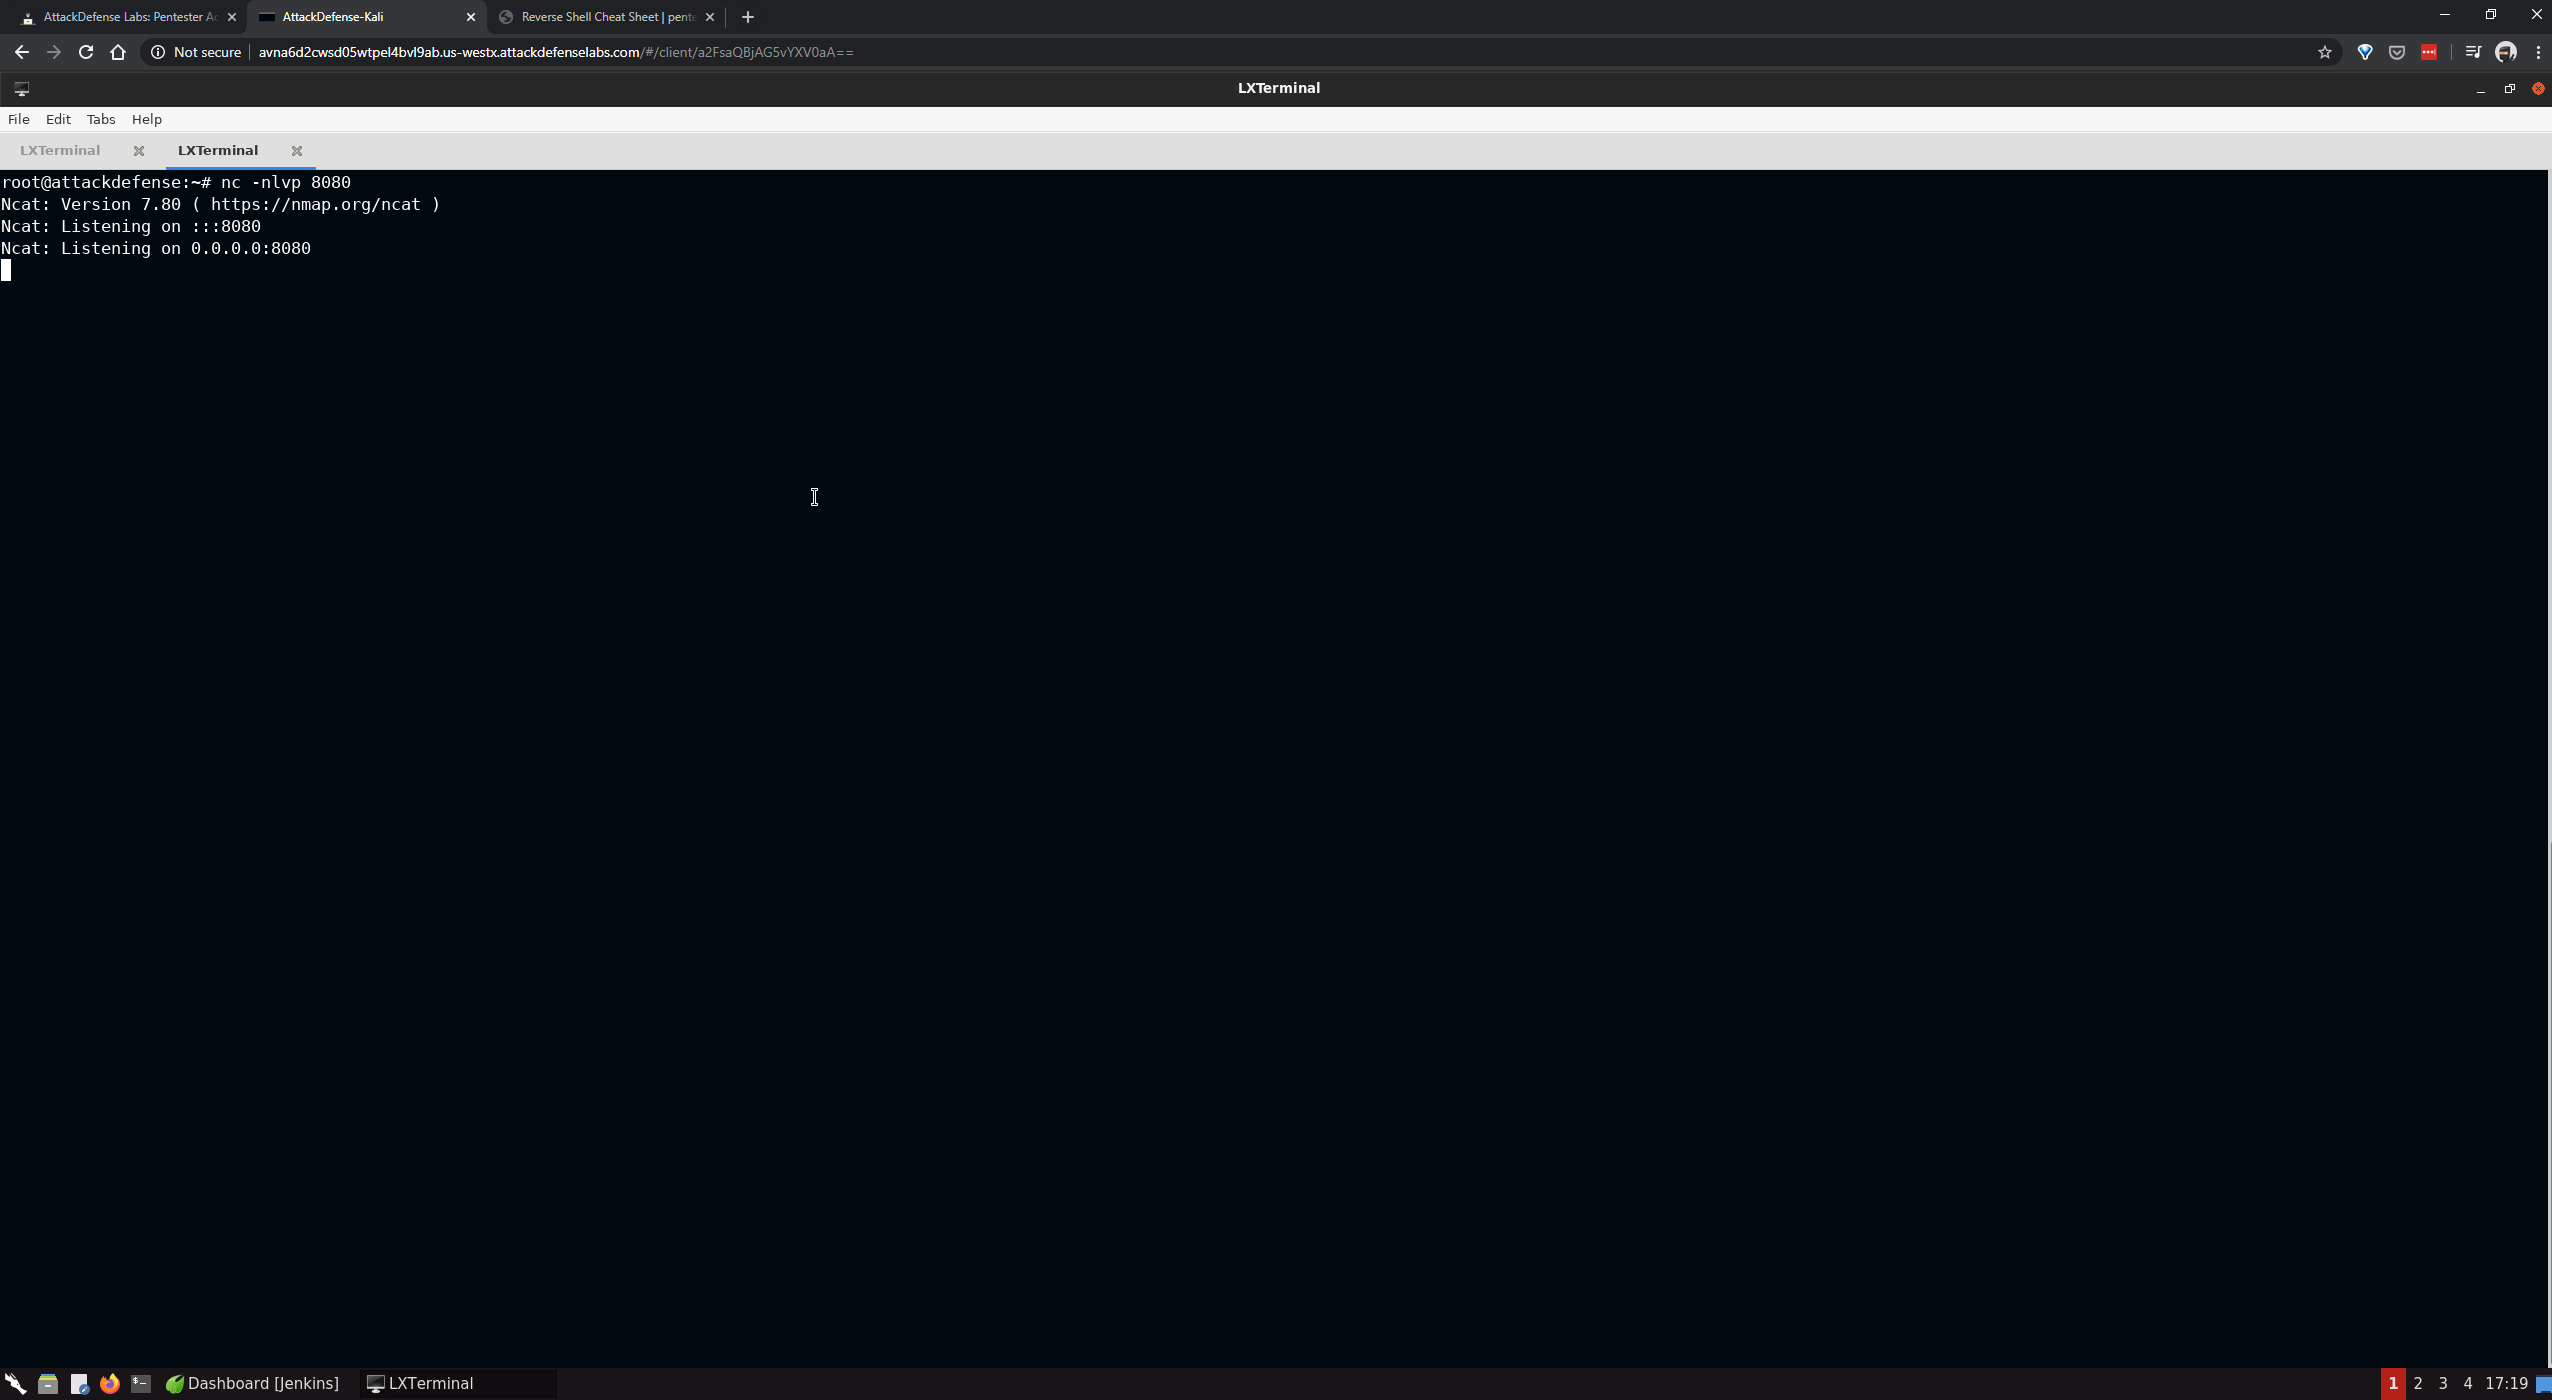 AttackDefense Labs: Pentester Ac
AttackDefense-Kali
Reverse Shell Cheat Sheet | pente
Not secure
avna6d2cwsd05wtpel4bvl9ab.us-westx.attackdefenselabs.com/#/client/a2FsaQBjAG5vYXV0aA==
LXTerminal
File Edit Tabs Help
LXTerminal
LXTerminal
root@attackdefense:~# nc -nlvp 8080
Ncat: Version 7.80 ( https://nmap.org/ncat )
Ncat: Listening on :::8080
Ncat: Listening on 0.0.0.0:8080
Dashboard [Jenkins]
LXTerminal
1 2 3 4 17:19